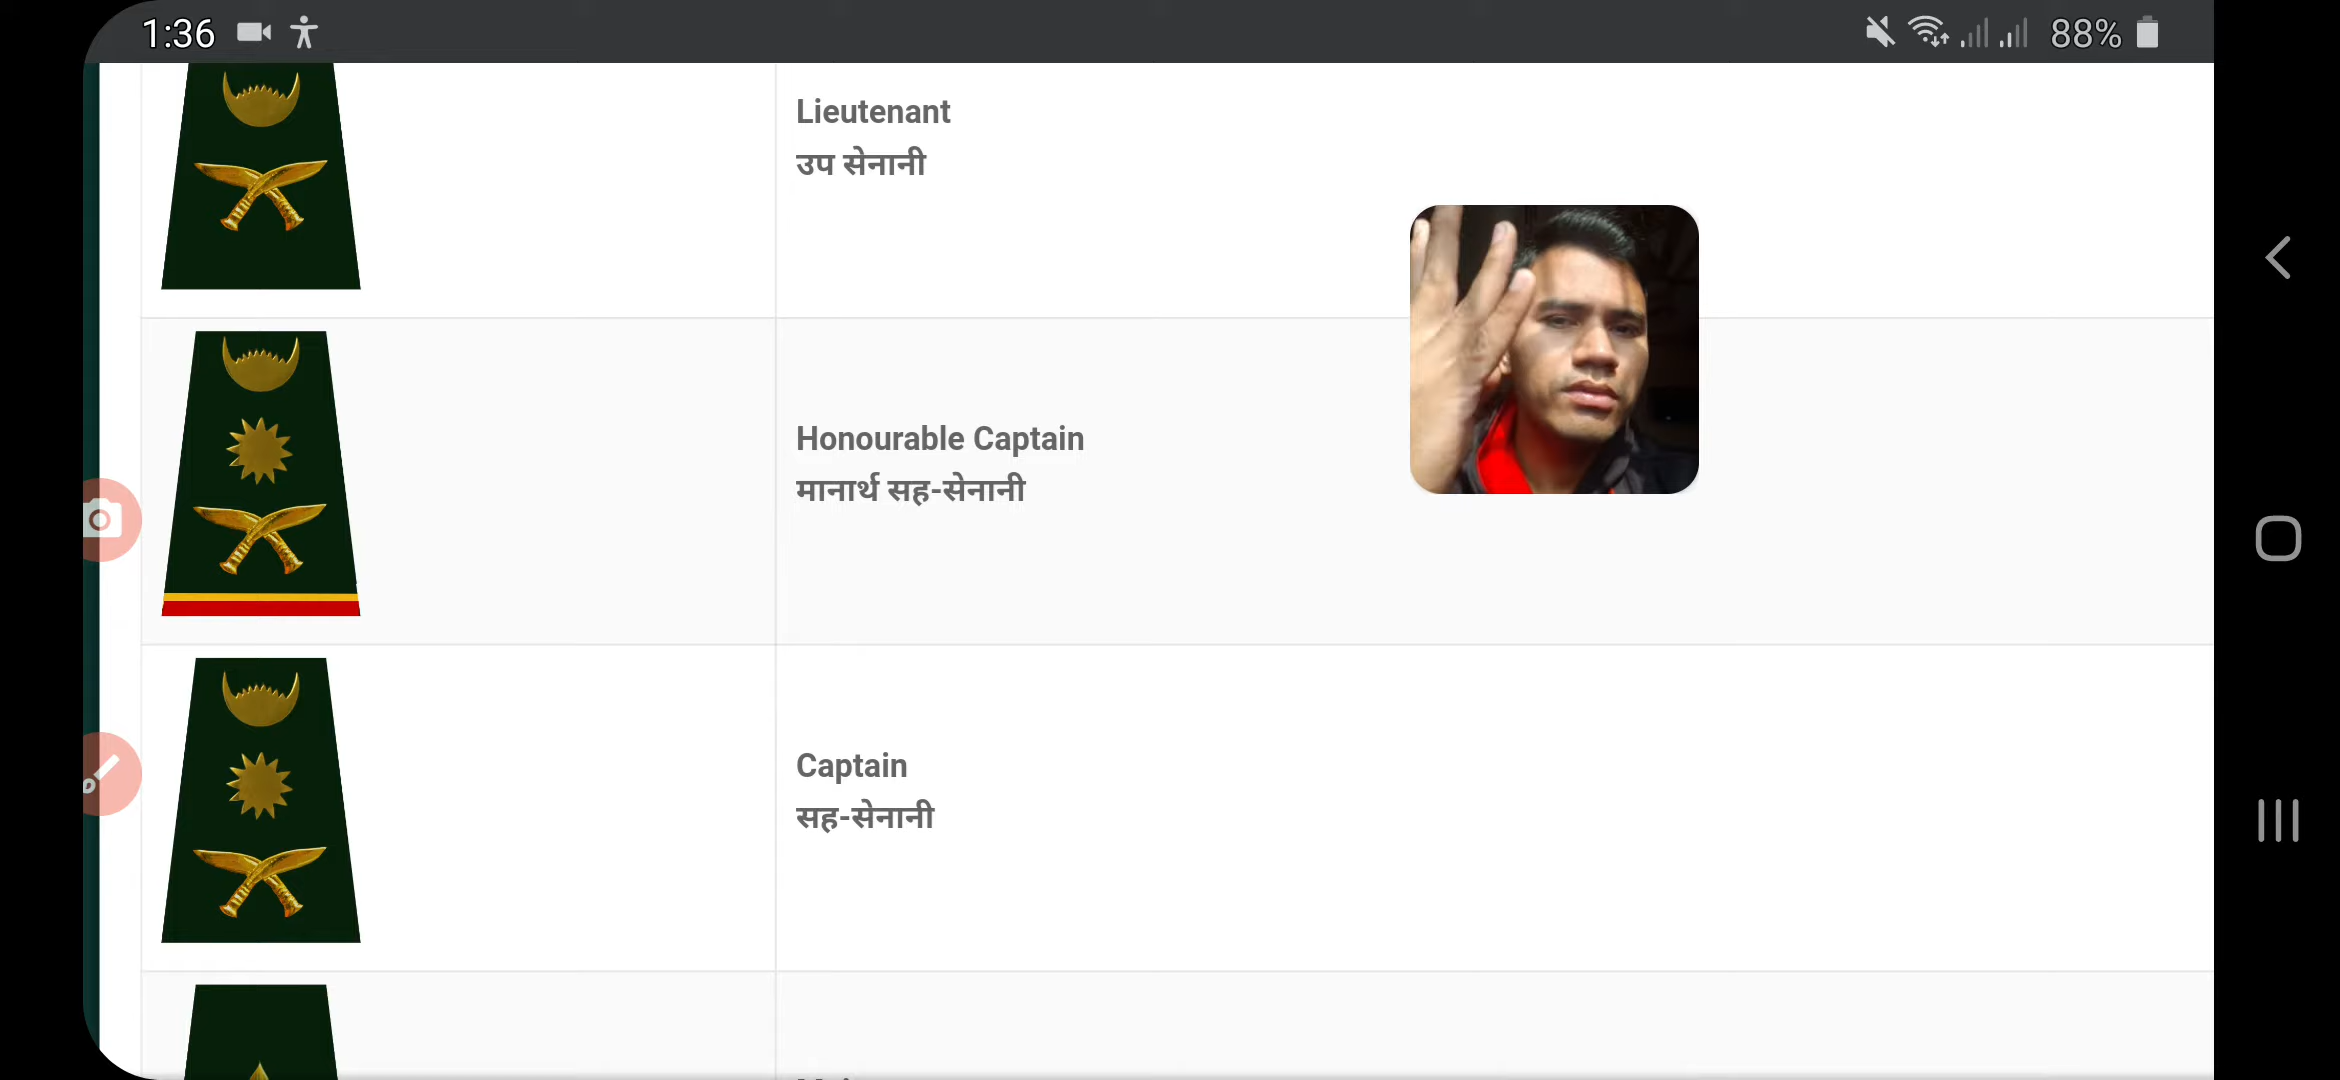 1:36
88%
Lieutenant
उप सेनानी
Honourable Captain
मानार्थ सह-सेनानी
Captain
सह-सेनानी